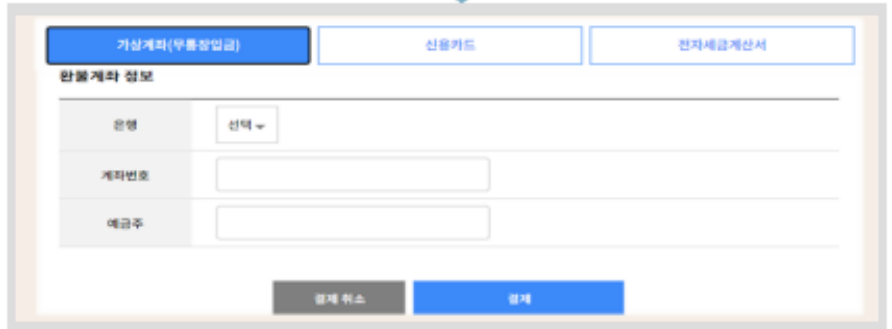 가상계좌(무통장입금) 신용카드 전자세금계산서
환불계좌 정보
은행 선택
계좌번호
예금주
결제 취소 결제